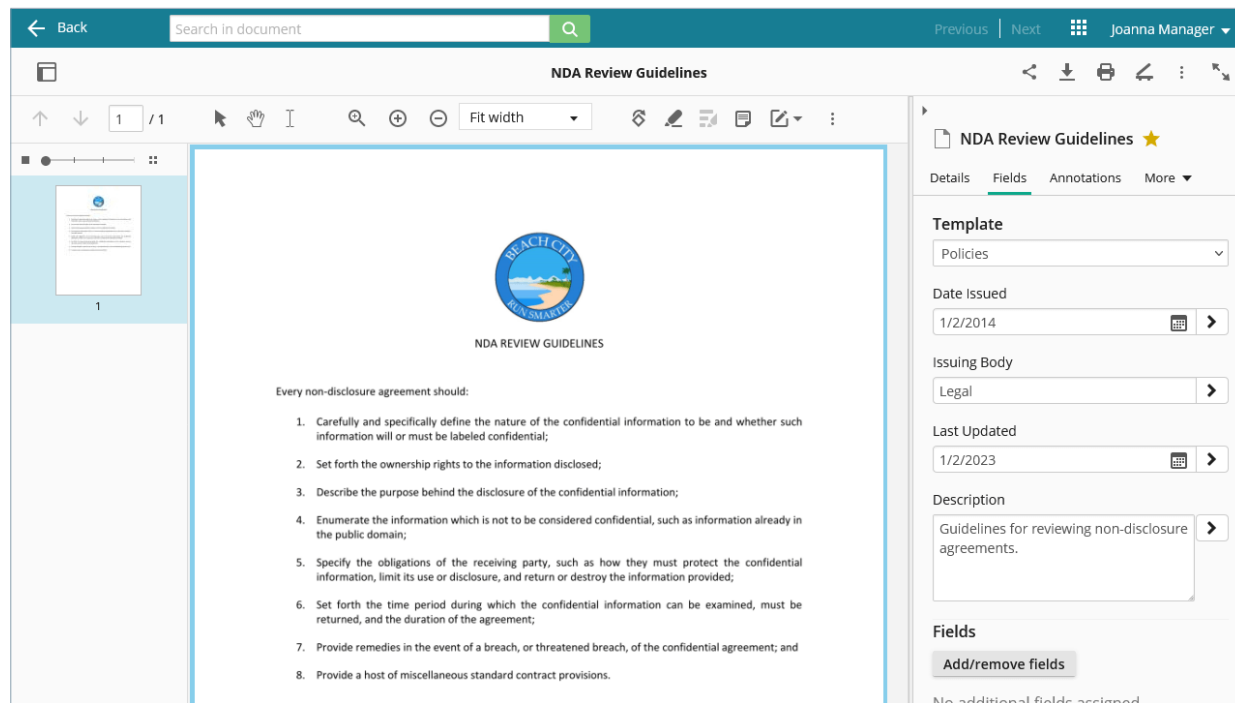 Back
Search in document
Previous
Next
Joanna Manager
NDA Review Guidelines
1 / 1
Fit width
1
BEACH CITY
RUN SMARTER
NDA REVIEW GUIDELINES
Every non-disclosure agreement should:
1. Carefully and specifically define the nature of the confidential information to be and whether such
information will or must be labeled confidential;
2. Set forth the ownership rights to the information disclosed;
3. Describe the purpose behind the disclosure of the confidential information;
4. Enumerate the information which is not to be considered confidential, such as information already in
the public domain;
5. Specify the obligations of the receiving party, such as how they must protect the confidential
information, limit its use or disclosure, and return or destroy the information provided;
6. Set forth the time period during which the confidential information can be examined, must be
returned, and the duration of the agreement;
7. Provide remedies in the event of a breach, or threatened breach, of the confidential agreement; and
8. Provide a host of miscellaneous standard contract provisions.
NDA Review Guidelines
Details Fields Annotations More
Template
Policies
Date Issued
1/2/2014
Issuing Body
Legal
Last Updated
1/2/2023
Description
Guidelines for reviewing non-disclosure
agreements.
Fields
Add/remove fields
No additional fields assigned